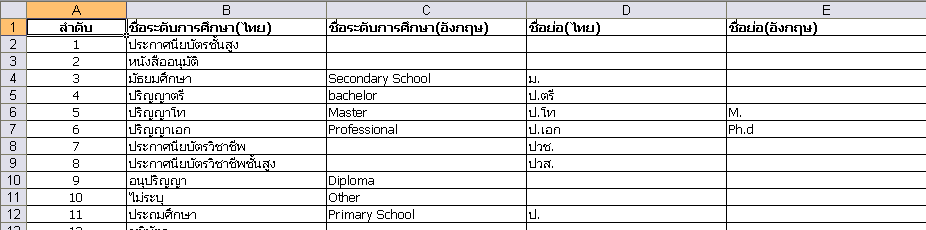 A B C D E
1 ลำดับ ชื่อระดับการศึกษา(ไทย) ชื่อระดับการศึกษา(อังกฤษ) ชื่อย่อ(ไทย) ชื่อย่อ(อังกฤษ)
2 1 ประกาศนียบัตรชั้นสูง
3 2 หนังสืออนุมัติ
4 3 มัธยมศึกษา Secondary School ม.
5 4 ปริญญาตรี bachelor ป.ตรี
6 5 ปริญญาโท Master ป.โท M.
7 6 ปริญญาเอก Professional ป.เอก Ph.d
8 7 ประกาศนียบัตรวิชาชีพ ปวช.
9 8 ประกาศนียบัตรวิชาชีพชั้นสูง ปวส.
10 9 อนุปริญญา Diploma
11 10 ไม่ระบุ Other
12 11 ประถมศึกษา Primary School ป.